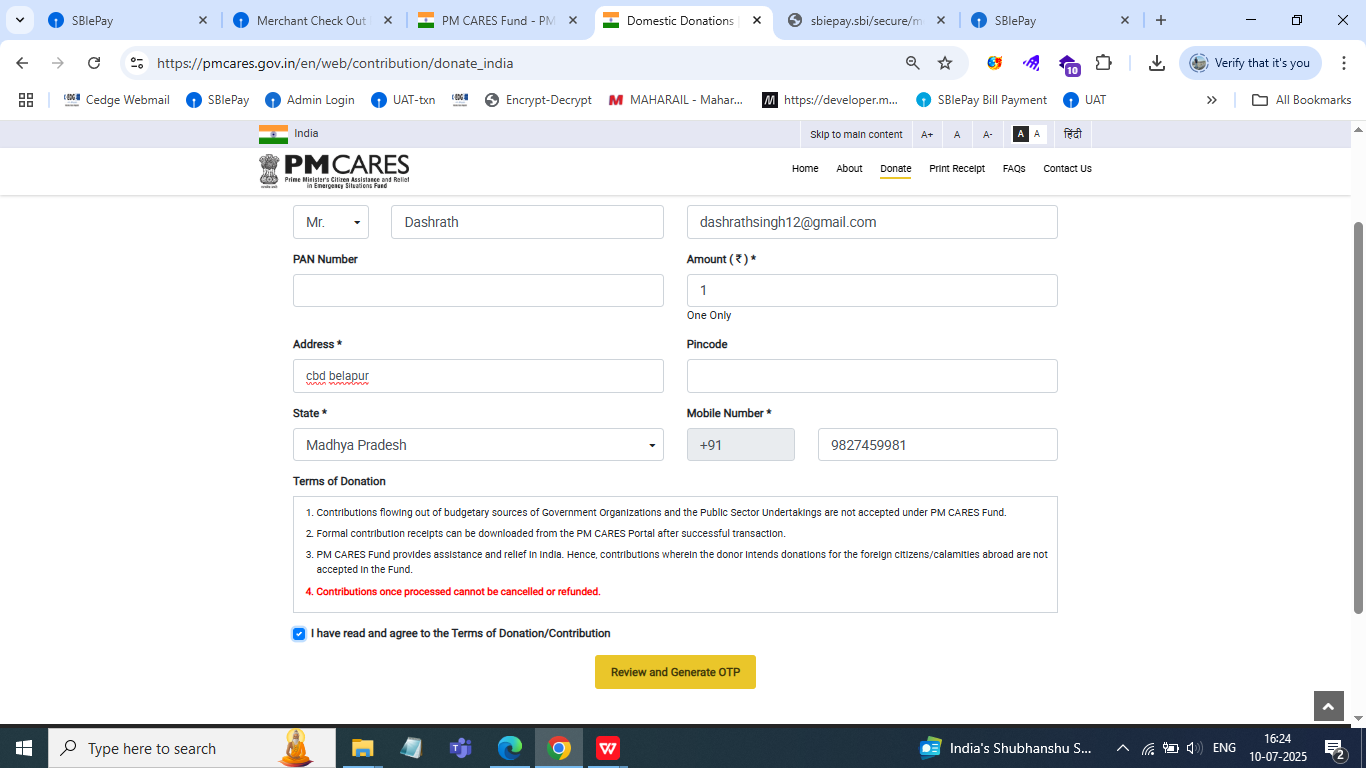 SBIePay
Merchant Check Out
PM CARES Fund - PM
Domestic Donations
sbiepay.sbi/secure/m
SBIePay
https://pmcares.gov.in/en/web/contribution/donate_india
10
Verify that it's you
Cedge Webmail
SBIePay
Admin Login
UAT-txn
Encrypt-Decrypt
MAHARAIL - Mahar...
https://developer.m...
SBIePay Bill Payment
UAT
All Bookmarks
India
Skip to main content
A+
A
A-
A
A
हिंदी
PMCARES
Prime Minister's Citizen Assistance and Relief
in Emergency Situations Fund
Home
About
Donate
Print Receipt
FAQs
Contact Us
Mr.
Dashrath
dashrathsingh12@gmail.com
PAN Number
Amount ( ₹ ) *
1
One Only
Address *
Pincode
cbd belapur
State *
Mobile Number *
Madhya Pradesh
+91
9827459981
Terms of Donation
1. Contributions flowing out of budgetary sources of Government Organizations and the Public Sector Undertakings are not accepted under PM CARES Fund.
2. Formal contribution receipts can be downloaded from the PM CARES Portal after successful transaction.
3. PM CARES Fund provides assistance and relief in India. Hence, contributions wherein the donor intends donations for the foreign citizens/calamities abroad are not
accepted in the Fund.
4. Contributions once processed cannot be cancelled or refunded.
I have read and agree to the Terms of Donation/Contribution
Review and Generate OTP
Type here to search
India's Shubhanshu S...
ENG
16:24
10-07-2025
2